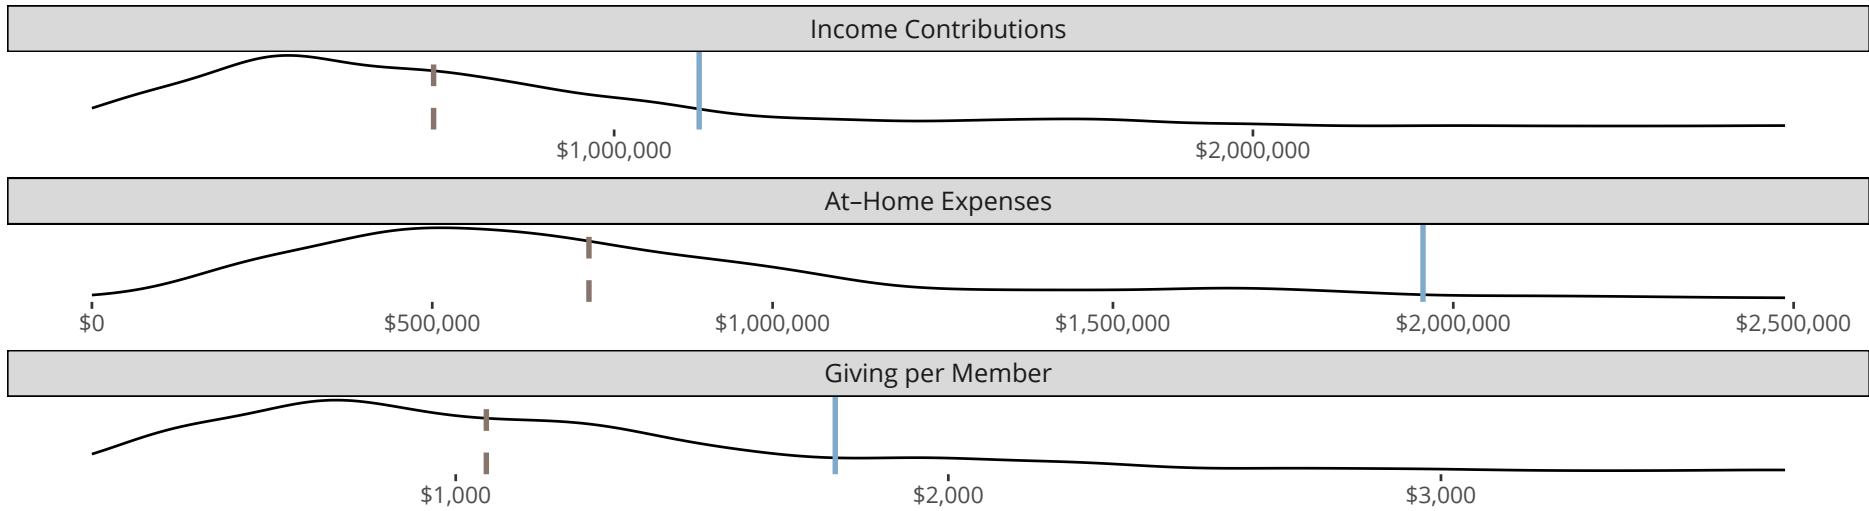 Income Contributions
$1,000,000 $2,000,000
At–Home Expenses
$0 $500,000 $1,000,000 $1,500,000 $2,000,000 $2,500,000
Giving per Member
$1,000 $2,000 $3,000